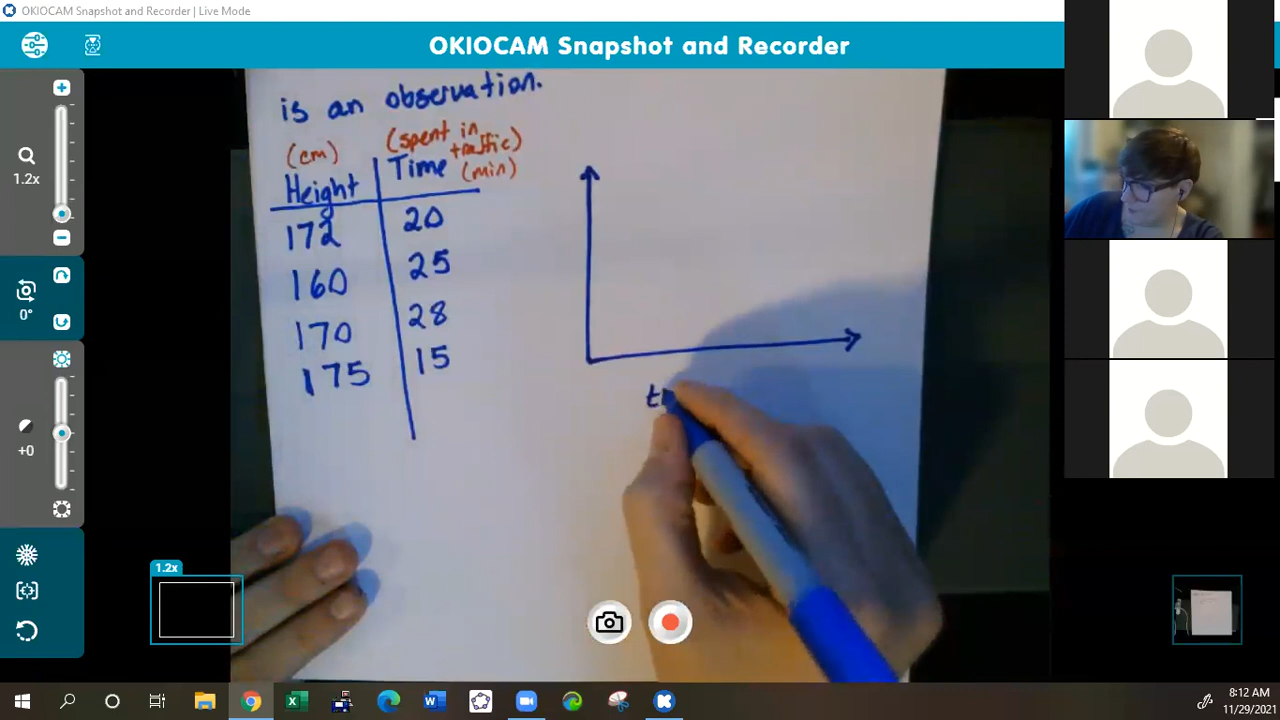 OKIOCAM Snapshot and Recorder | Live Mode
OKIOCAM Snapshot and Recorder
is an observation.
(cm)
(spent in
traffic)
Height
Time
(min)
172
20
160
25
170
28
175
15
1.2x
0°
+0
1.2x
8:12 AM
11/29/2021